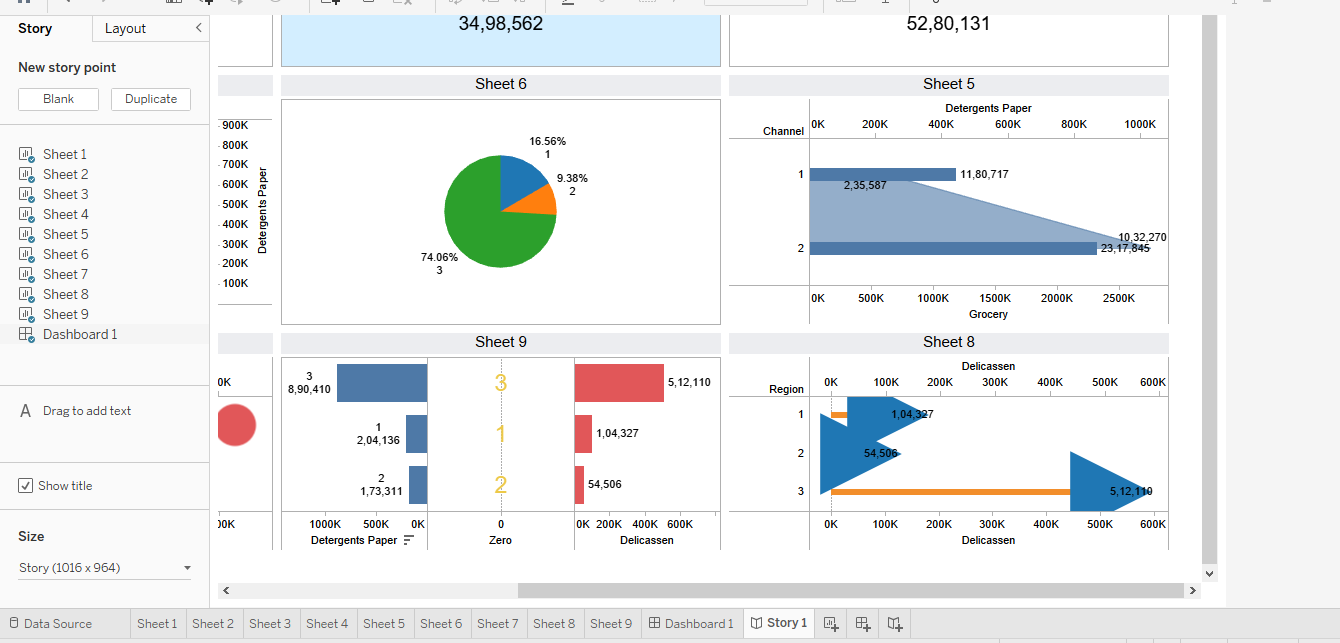 Story
Layout
New story point
Blank
Duplicate
Sheet 1
Sheet 2
Sheet 3
Sheet 4
Sheet 5
Sheet 6
Sheet 7
Sheet 8
Sheet 9
Dashboard 1
A Drag to add text
Show title
Size
Story (1016 x 964)
34,98,562
52,80,131
900K
800K
700K
600K
500K
400K
300K
200K
100K
Detergents Paper
Sheet 6
16.56%
1
9.38%
2
74.06%
3
Sheet 5
Detergents Paper
Channel
0K 200K 400K 600K 800K 1000K
1
11,80,717
2,35,587
10,32,270
2
23,17,845
0K 500K 1000K 1500K 2000K 2500K
Grocery
0K
Sheet 9
3
8,90,410
3
5,12,110
1
2,04,136
1
1,04,327
2
1,73,311
2
54,506
1000K 500K 0K
0
0K 200K 400K 600K
Detergents Paper
Zero
Delicassen
Sheet 8
Delicassen
Region
0K 100K 200K 300K 400K 500K 600K
1
1,04,327
2
54,506
3
5,12,110
0K 100K 200K 300K 400K 500K 600K
Delicassen
Data Source
Sheet 1
Sheet 2
Sheet 3
Sheet 4
Sheet 5
Sheet 6
Sheet 7
Sheet 8
Sheet 9
Dashboard 1
Story 1